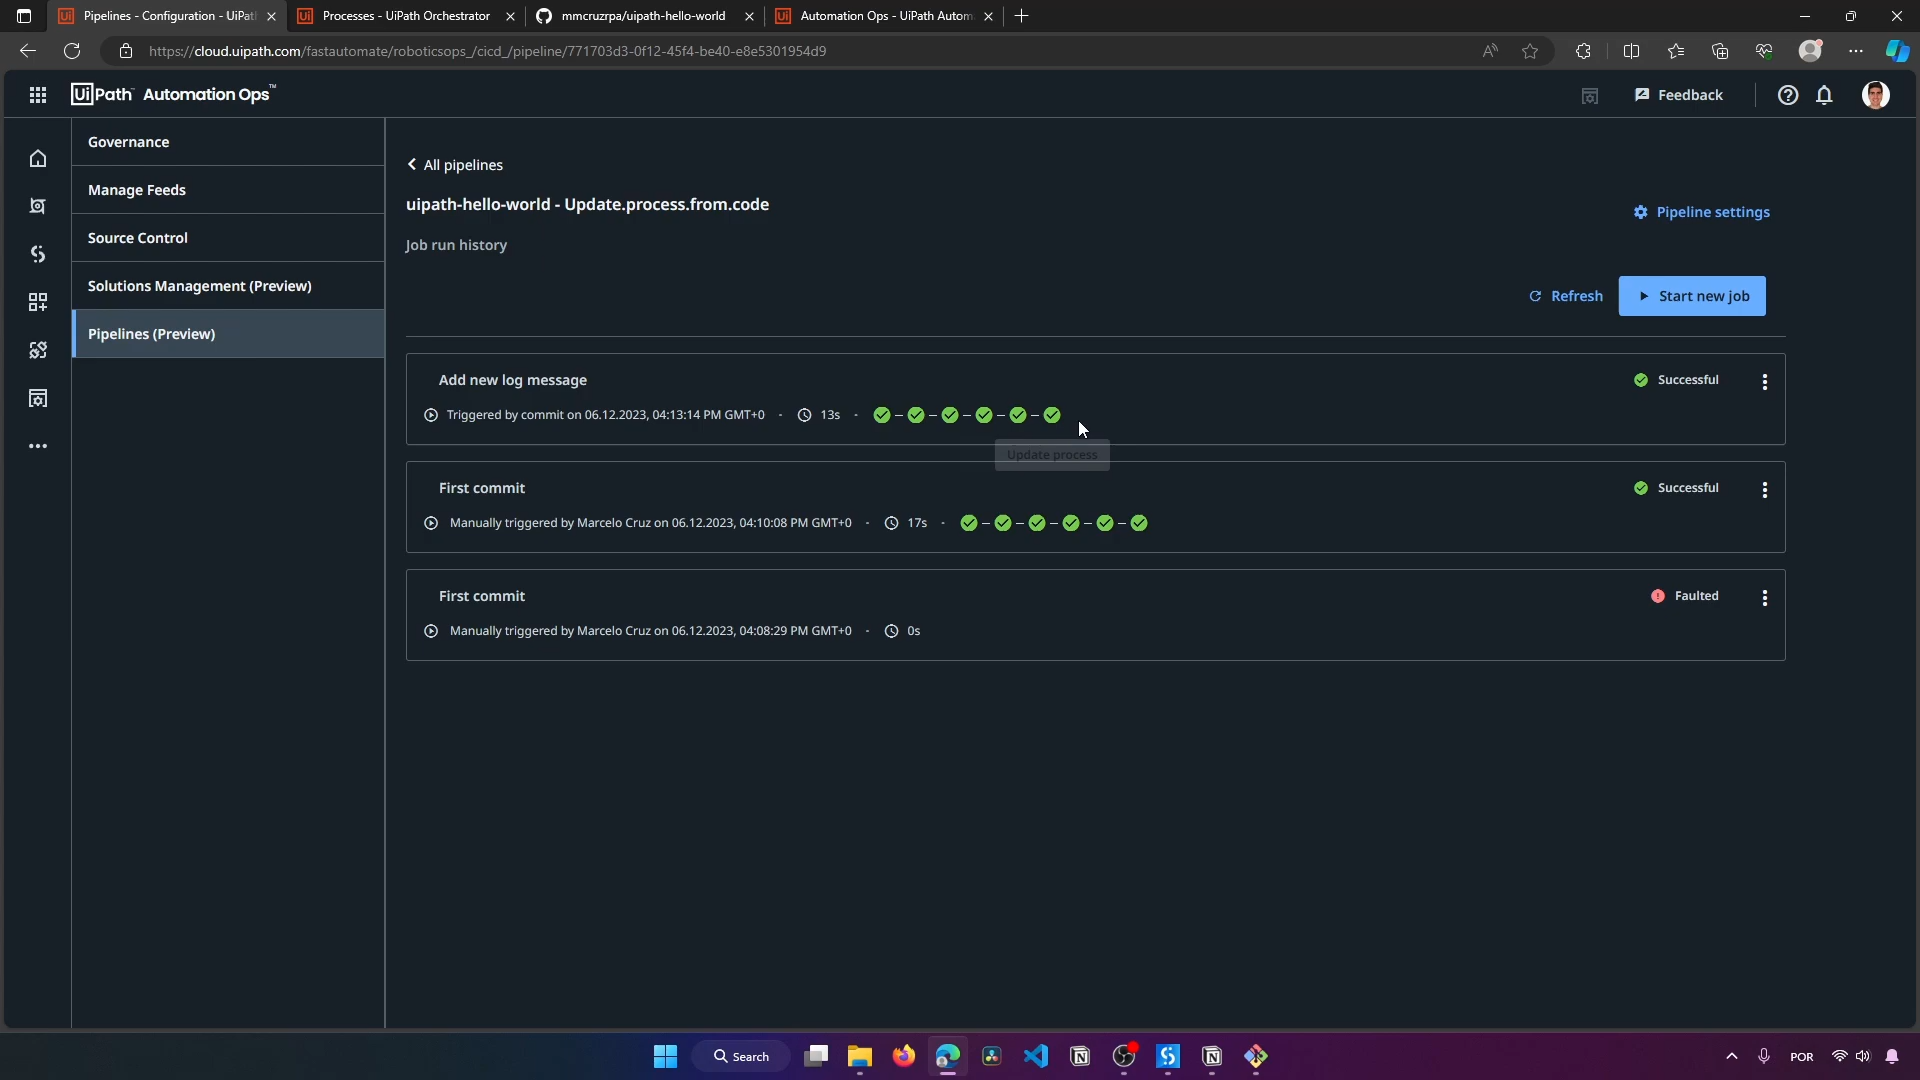 Pipelines - Configuration - UiPat
Processes - UiPath Orchestrator
mmcruzrpa/uipath-hello-world
Automation Ops - UiPath Autom
https://cloud.uipath.com/fastautomate/roboticsops_/cicd_/pipeline/771703d3-0f12-45f4-be40-e8e5301954d9
UiPath Automation Ops™
Feedback
Governance
Manage Feeds
Source Control
Solutions Management (Preview)
Pipelines (Preview)
All pipelines
uipath-hello-world - Update.process.from.code
Pipeline settings
Job run history
Refresh
Start new job
Add new log message
Successful
Triggered by commit on 06.12.2023, 04:13:14 PM GMT+0 - 13s -
Update process
First commit
Successful
Manually triggered by Marcelo Cruz on 06.12.2023, 04:10:08 PM GMT+0 - 17s -
First commit
Faulted
Manually triggered by Marcelo Cruz on 06.12.2023, 04:08:29 PM GMT+0 - 0s
Search
POR